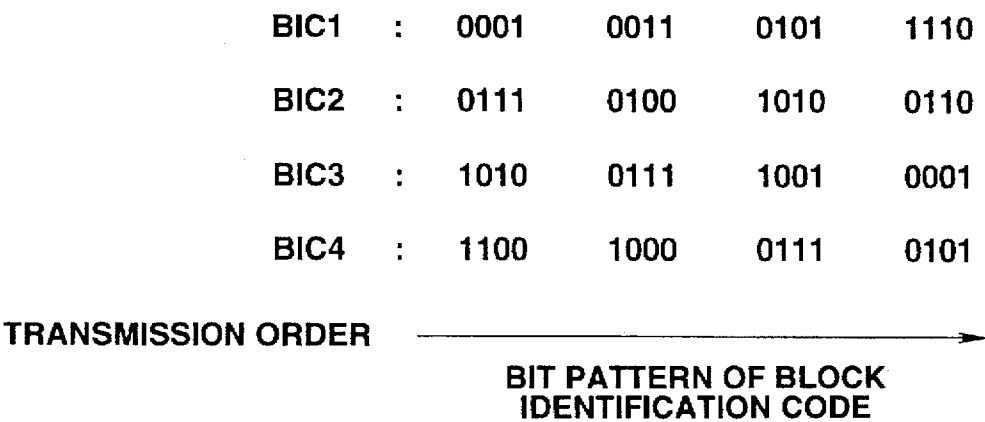 BIC1 : 0001 0011 0101 1110
BIC2 : 0111 0100 1010 0110
BIC3 : 1010 0111 1001 0001
BIC4 : 1100 1000 0111 0101
TRANSMISSION ORDER
BIT PATTERN OF BLOCK
IDENTIFICATION CODE